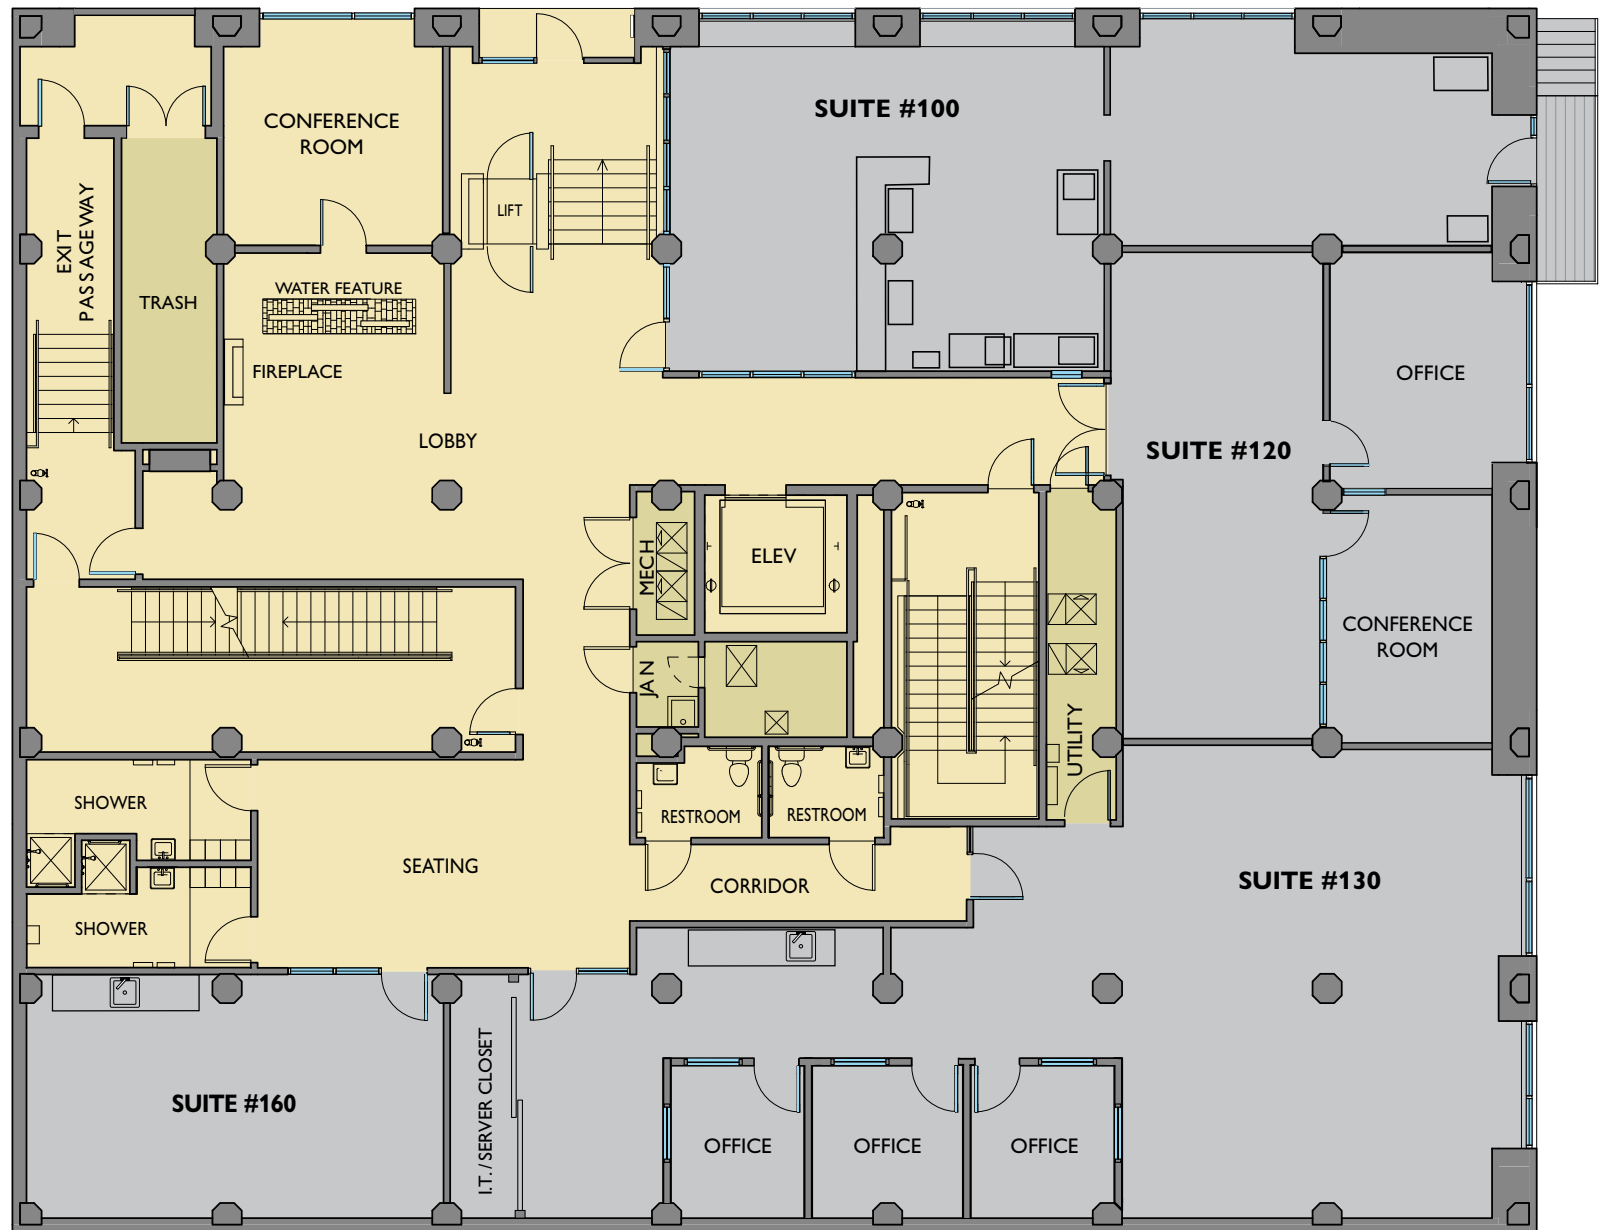 SUITE #100
CONFERENCE
ROOM
EXIT
PASSAGEWAY
LIFT
TRASH
WATER FEATURE
FIREPLACE
OFFICE
LOBBY
SUITE #120
MECH
ELEV
CONFERENCE
ROOM
JAN
UTILITY
SHOWER
RESTROOM
RESTROOM
SEATING
CORRIDOR
SUITE #130
SHOWER
I.T. / SERVER CLOSET
SUITE #160
OFFICE
OFFICE
OFFICE